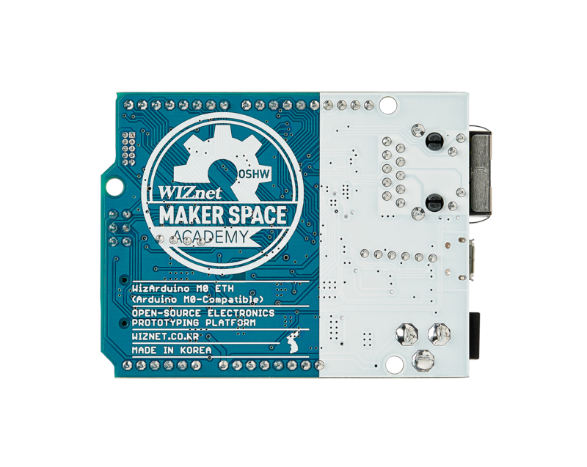 OSHW
WIZnet
MAKER SPACE
ACADEMY
WizArduino M0 ETH
(Arduino M0-Compatible)
OPEN-SOURCE ELECTRONICS
PROTOTYPING PLATFORM
WIZNET.CO.KR
MADE IN KOREA